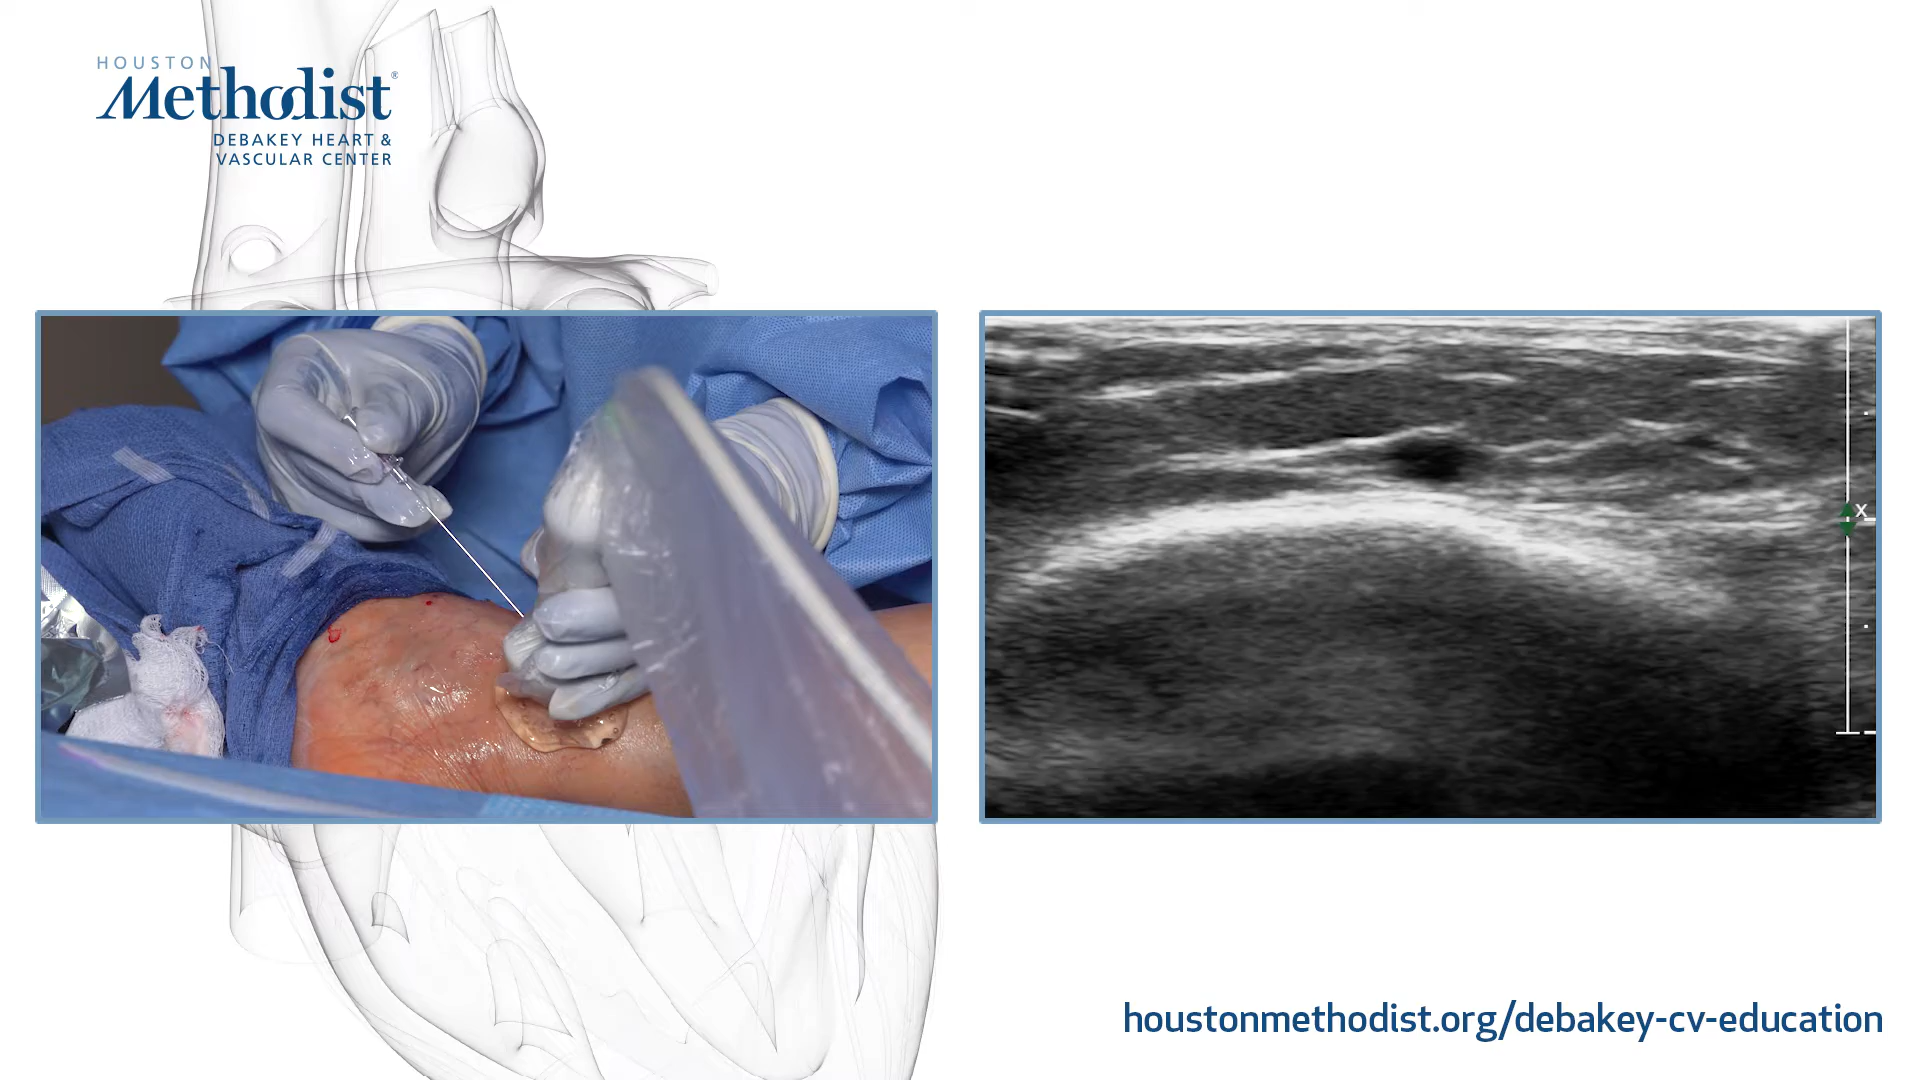 HOUSTON
Methodist®
DEBAKEY HEART &
VASCULAR CENTER
X
houstonmethodist.org/debakey-cv-education